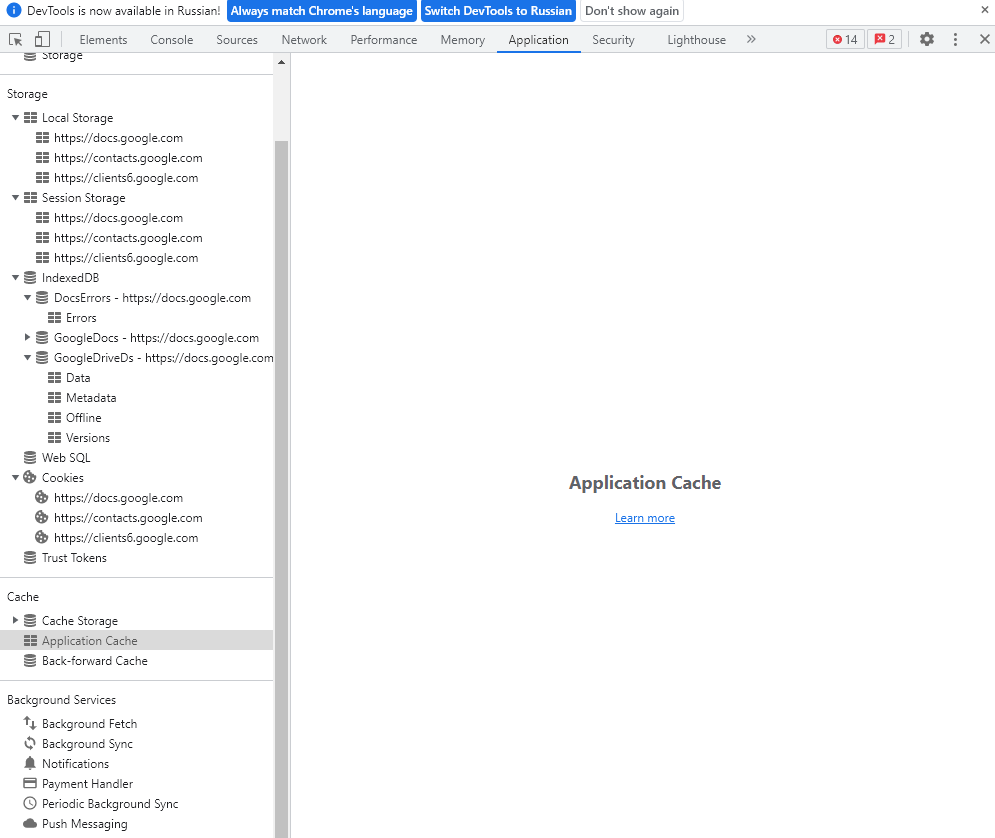 DevTools is now available in Russian! Always match Chrome's language Switch DevTools to Russian Don't show again
Elements Console Sources Network Performance Memory Application Security Lighthouse 14 2
Storage
Storage
Local Storage
https://docs.google.com
https://contacts.google.com
https://clients6.google.com
Session Storage
https://docs.google.com
https://contacts.google.com
https://clients6.google.com
IndexedDB
DocsErrors - https://docs.google.com
Errors
GoogleDocs - https://docs.google.com
GoogleDriveDs - https://docs.google.com
Data
Metadata
Offline
Versions
Web SQL
Cookies
https://docs.google.com
https://contacts.google.com
https://clients6.google.com
Trust Tokens
Cache
Cache Storage
Application Cache
Back-forward Cache
Background Services
Background Fetch
Background Sync
Notifications
Payment Handler
Periodic Background Sync
Push Messaging
Application Cache
Learn more